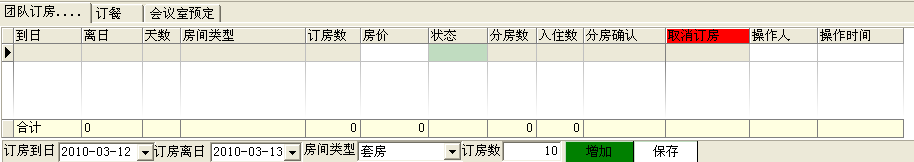 团队订房.... 订餐 会议室预定
到日 离日 天数 房间类型 订房数 房价 状态 分房数 入住数 分房确认 取消订房 操作人 操作时间
合计 0 0 0 0 0
订房到日 2010-03-12 订房离日 2010-03-13 房间类型 套房 订房数 10 增加 保存